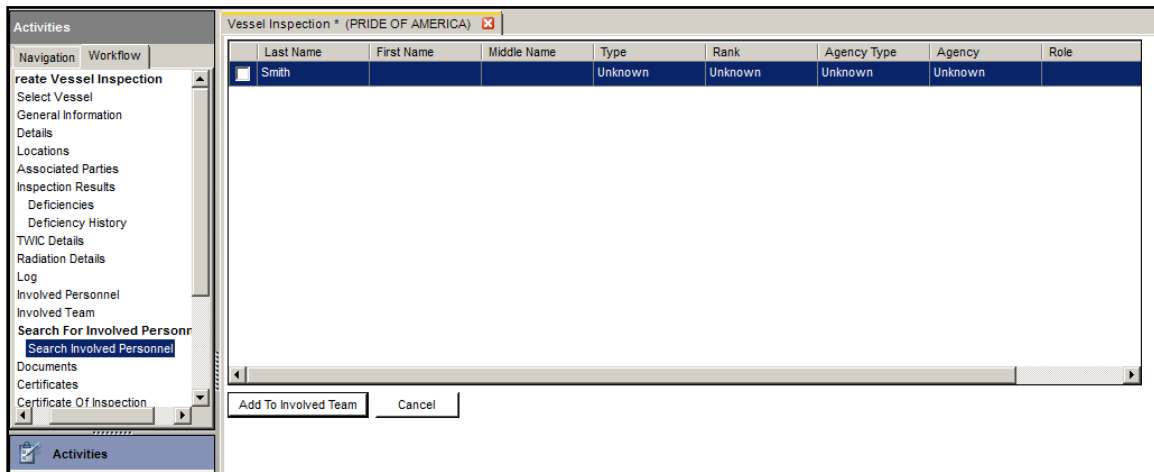 Activities
Navigation Workflow
reate Vessel Inspection
Select Vessel
General Information
Details
Locations
Associated Parties
Inspection Results
Deficiencies
Deficiency History
TWIC Details
Radiation Details
Log
Involved Personnel
Involved Team
Search For Involved Personn
Search Involved Personnel
Documents
Certificates
Certificate Of Inspection
Activities
Vessel Inspection * (PRIDE OF AMERICA)
Last Name First Name Middle Name Type Rank Agency Type Agency Role
Smith Unknown Unknown Unknown Unknown
Add To Involved Team Cancel